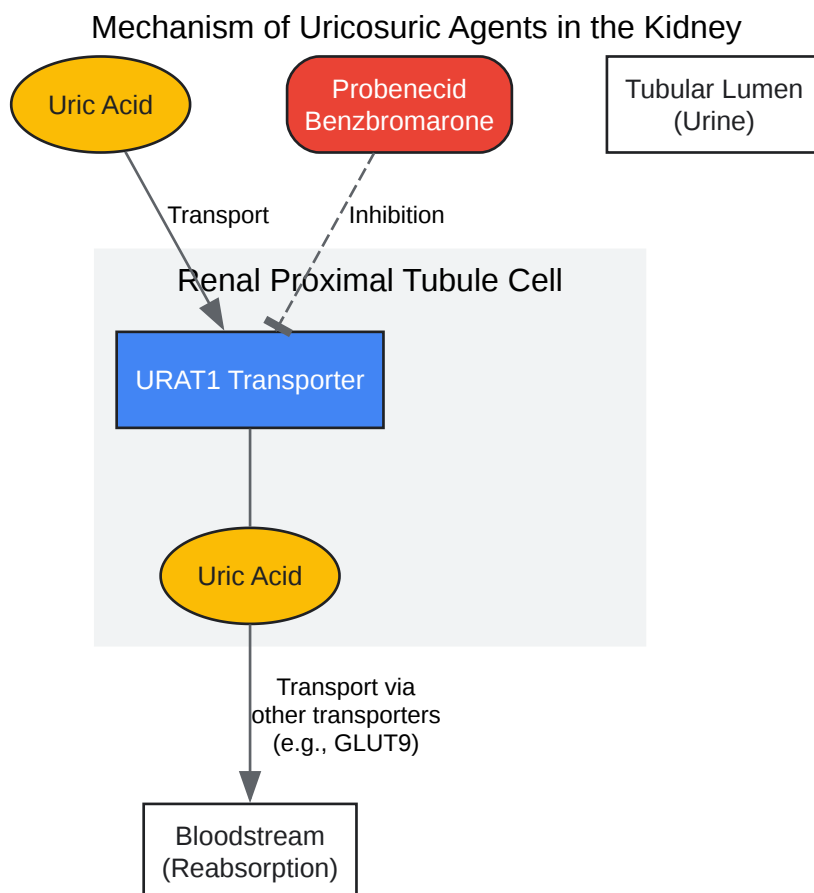 Mechanism of Uricosuric Agents in the Kidney
Uric Acid
Probenecid
Benzbromarone
Tubular Lumen
(Urine)
Transport
Inhibition
Renal Proximal Tubule Cell
URAT1 Transporter
Uric Acid
Transport via
other transporters
(e.g., GLUT9)
Bloodstream
(Reabsorption)